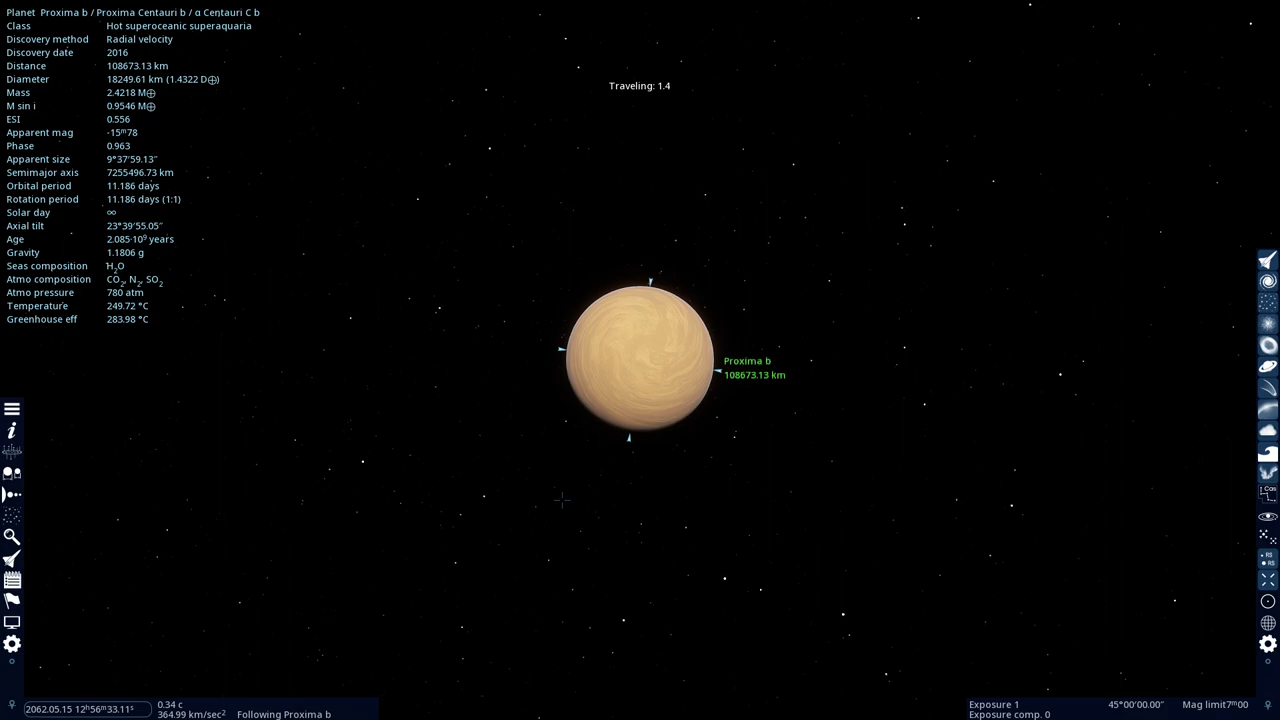 Planet Proxima b / Proxima Centauri b / α Centauri C b
Class Hot superoceanic superaquaria
Discovery method Radial velocity
Discovery date 2016
Distance 108673.13 km
Diameter 18249.61 km (1.4322 D⊕)
Mass 2.4218 M⊕
M sin i 0.9546 M⊕
ESI 0.556
Apparent mag -15ᵐ78
Phase 0.963
Apparent size 9°37′59.13″
Semimajor axis 7255496.73 km
Orbital period 11.186 days
Rotation period 11.186 days (1:1)
Solar day ∞
Axial tilt 23°39′55.05″
Age 2.085·10⁹ years
Gravity 1.1806 g
Seas composition H₂O
Atmo composition CO₂, N₂, SO₂
Atmo pressure 780 atm
Temperature 249.72 °C
Greenhouse eff 283.98 °C
Traveling: 1.4
Proxima b
108673.13 km
Can
RS
RS
2062.05.15 12ʰ56ᵐ33.11ˢ
0.34 c
364.99 km/sec² Following Proxima b
Exposure 1 45°00′00.00″ Mag limit7ᵐ00
Exposure comp. 0